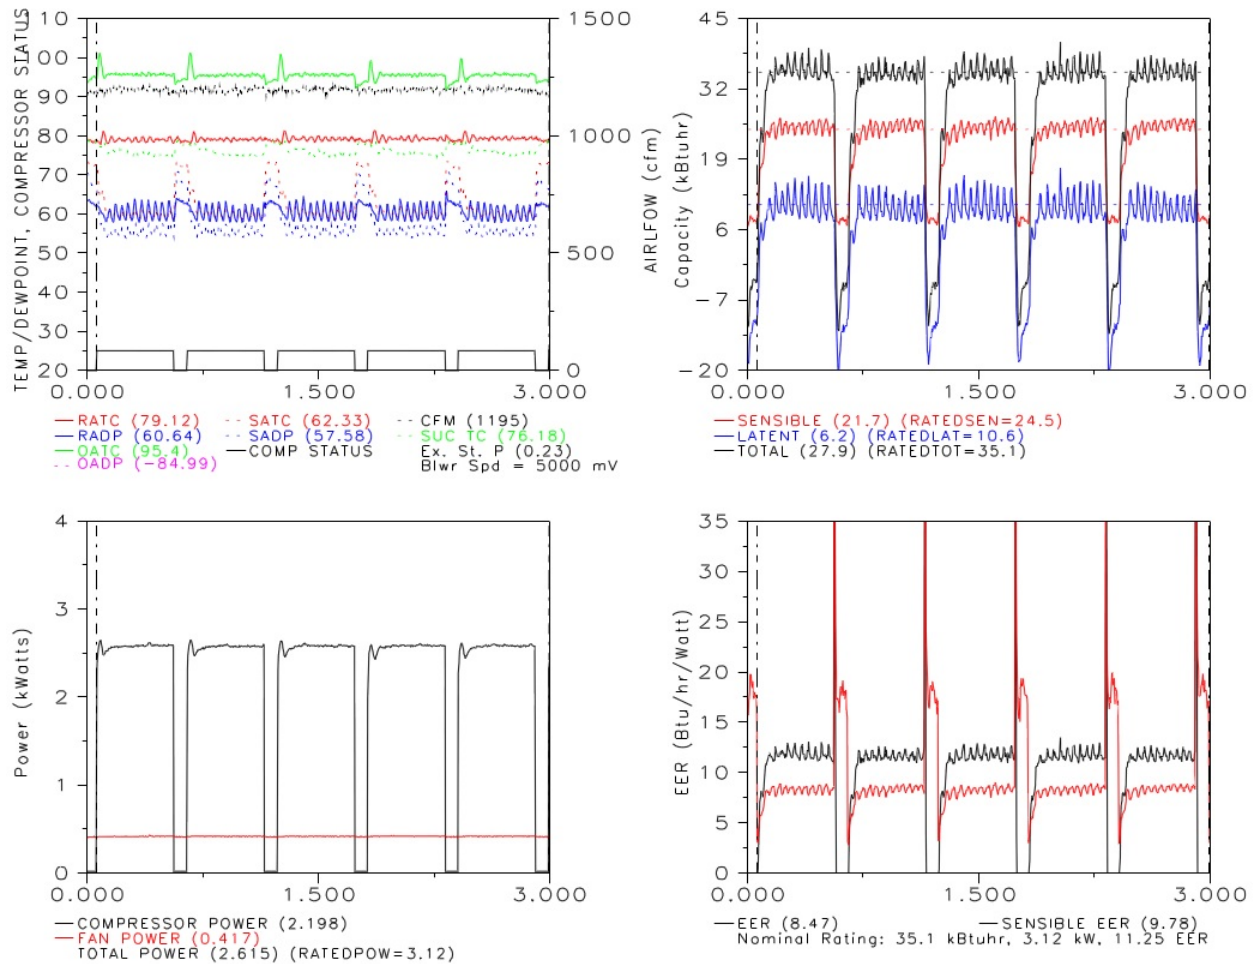 TEMP/DEWPOINT, COMPRESSOR STATUS
10
00
90
80
70
60
50
40
30
20
1500
1000
500
0
AIRLFOW (cfm)
0.000 1.500 3.000
RATC (79.12) SATC (62.33) CFM (1195)
RADP (60.64) SADP (57.58) SUC TC (76.18)
OATC (95.4) COMP STATUS Ex. St. P (0.23)
OADP (-84.99) Blwr Spd = 5000 mV
Capacity (kBtuhr)
45
32
19
6
-7
-20
0.000 1.500 3.000
SENSIBLE (21.7) (RATEDSEN=24.5)
LATENT (6.2) (RATEDLAT=10.6)
TOTAL (27.9) (RATEDTOT=35.1)
Power (kWatts)
4
3
2
1
0
0.000 1.500 3.000
COMPRESSOR POWER (2.198)
FAN POWER (0.417)
TOTAL POWER (2.615) (RATEDPOW=3.12)
EER (Btu/hr/Watt)
35
30
25
20
15
10
5
0
0.000 1.500 3.000
EER (8.47) SENSIBLE EER (9.78)
Nominal Rating: 35.1 kBtuhr, 3.12 kW, 11.25 EER